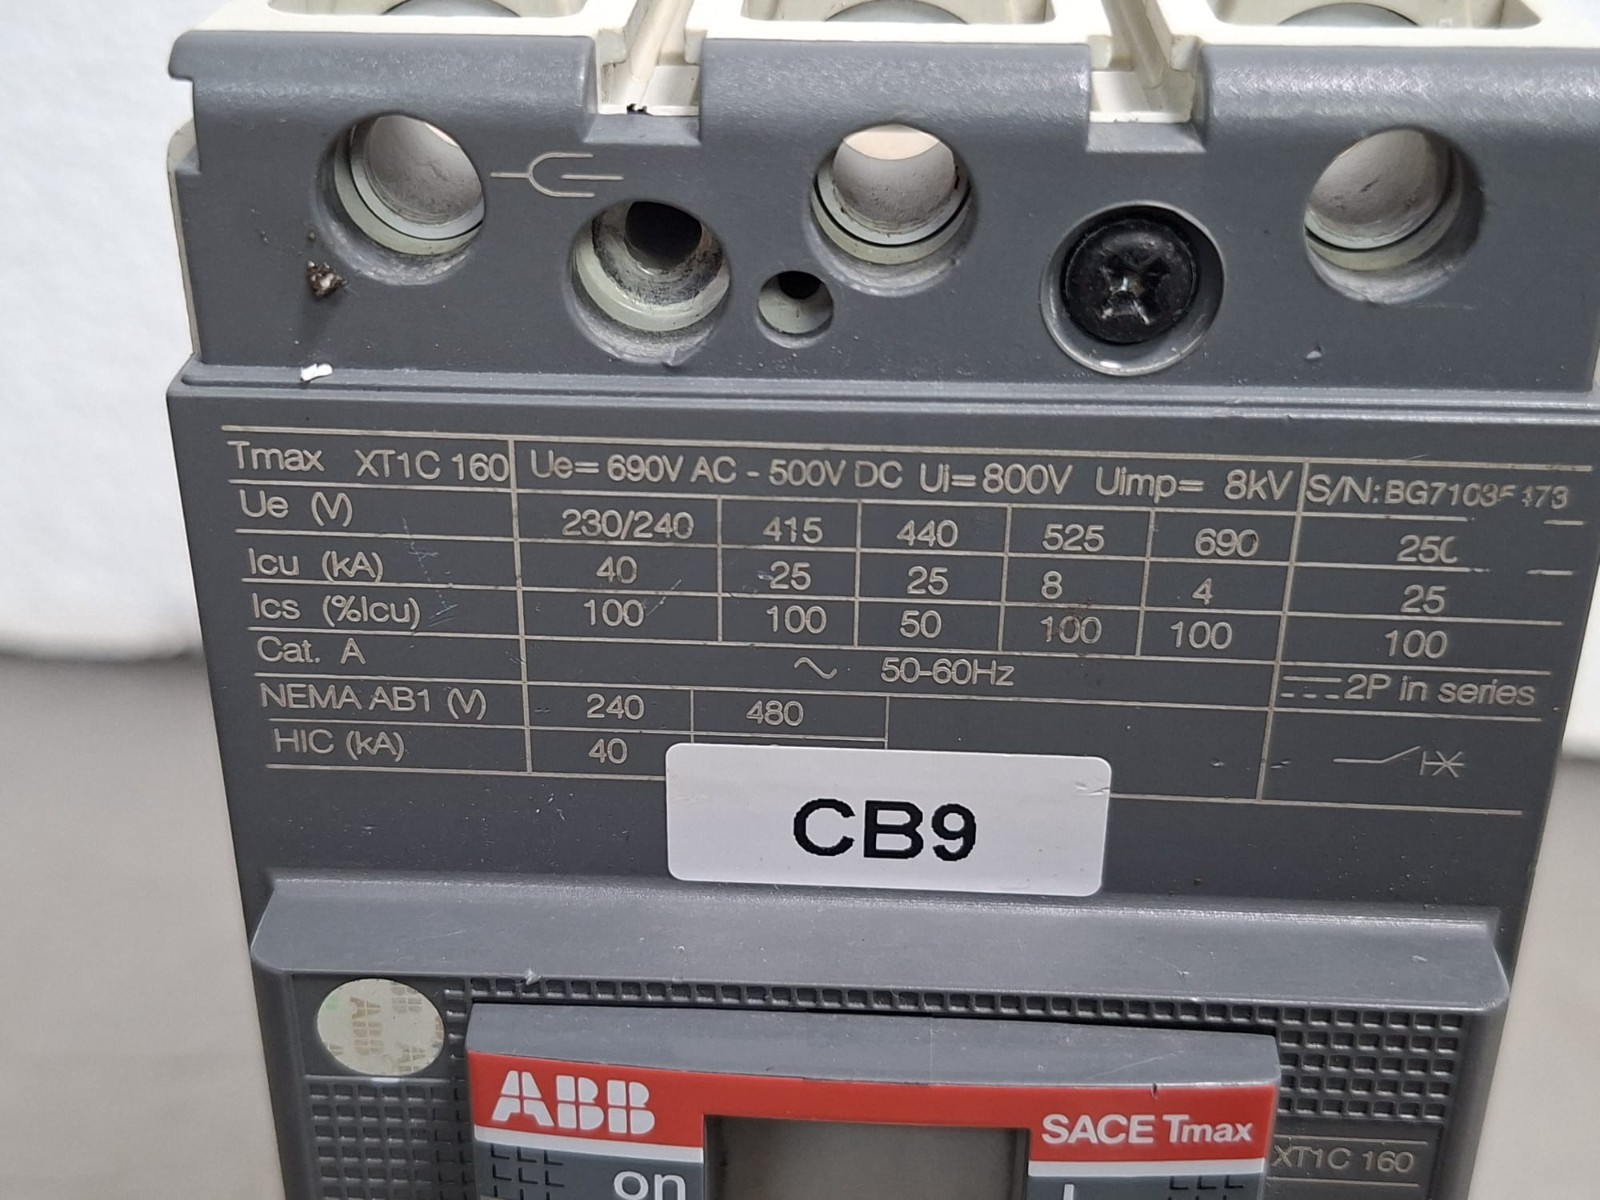 Tmax XT1C 160 Ue= 690V AC - 500V DC Ui=800V Uimp= 8kV S/N:
Ue (V) 230/240 415 440 525 690
Icu (kA) 40 25 25 8 4 25
Ics (%Icu) 100 100 50 100 100 100
Cat. A 50-60Hz 2P in series
NEMA AB1 (V) 240 480
HIC (kA) 40
CB9
ABB
SACE Tmax
XT1C 160
on